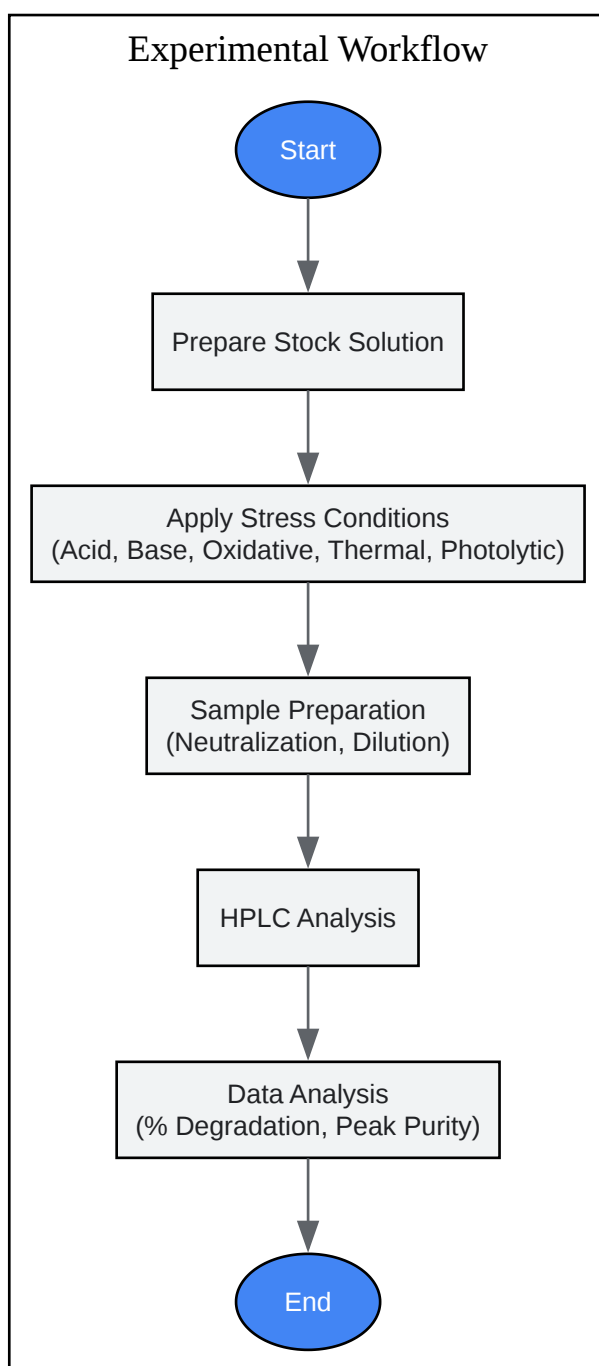 Experimental Workflow
Start
Prepare Stock Solution
Apply Stress Conditions
(Acid, Base, Oxidative, Thermal, Photolytic)
Sample Preparation
(Neutralization, Dilution)
HPLC Analysis
Data Analysis
(% Degradation, Peak Purity)
End